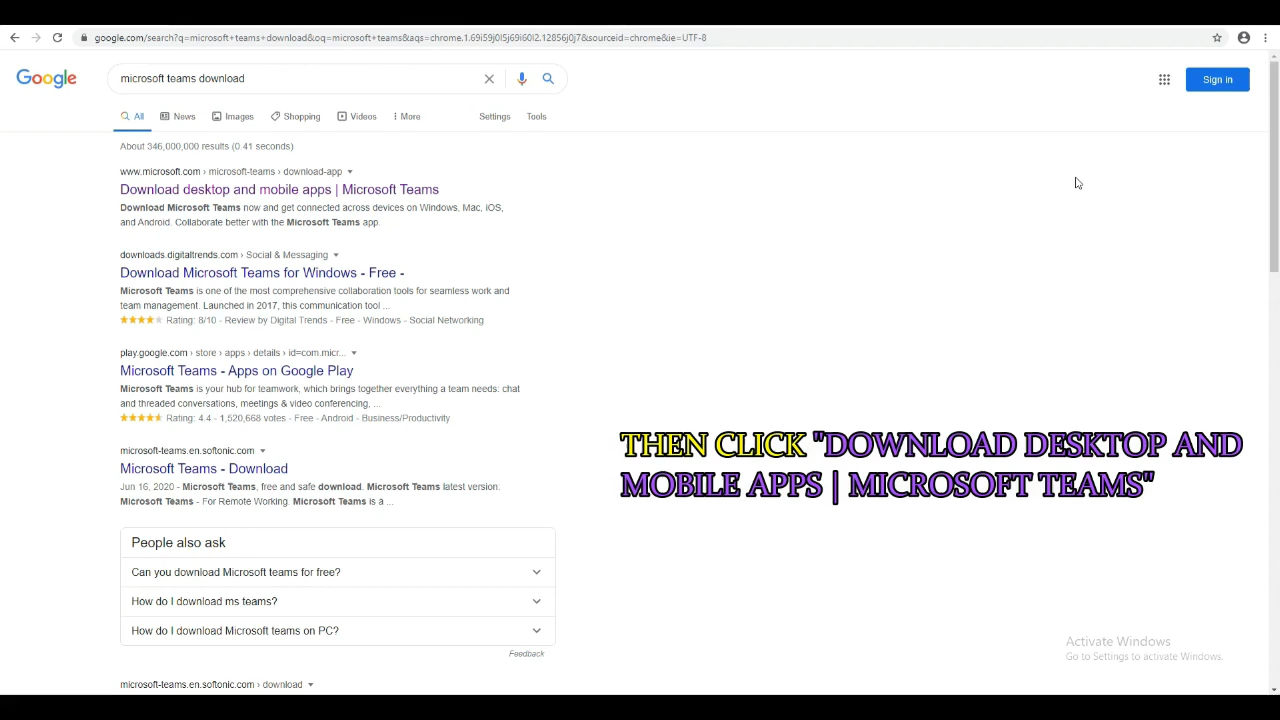 google.com/search?q=microsoft+teams+download&oq=microsoft+teams&aqs=chrome.1.69i59j0l5j69i60l2.12856j0j7&sourceid=chrome&ie=UTF-8
Google
microsoft teams download
Sign in
All News Images Shopping Videos More Settings Tools
About 346,000,000 results (0.41 seconds)
www.microsoft.com › microsoft-teams › download-app
Download desktop and mobile apps | Microsoft Teams
Download Microsoft Teams now and get connected across devices on Windows, Mac, iOS,
and Android. Collaborate better with the Microsoft Teams app.
downloads.digitaltrends.com › Social & Messaging
Download Microsoft Teams for Windows - Free -
Microsoft Teams is one of the most comprehensive collaboration tools for seamless work and
team management. Launched in 2017, this communication tool ...
Rating: 8/10 - Review by Digital Trends - Free - Windows - Social Networking
play.google.com › store › apps › details › id=com.micr...
Microsoft Teams - Apps on Google Play
Microsoft Teams is your hub for teamwork, which brings together everything a team needs: chat
and threaded conversations, meetings & video conferencing, ...
Rating: 4.4 - 1,520,668 votes - Free - Android - Business/Productivity
THEN CLICK "DOWNLOAD DESKTOP AND
MOBILE APPS | MICROSOFT TEAMS"
microsoft-teams.en.softonic.com
Microsoft Teams - Download
Jun 16, 2020 - Microsoft Teams, free and safe download. Microsoft Teams latest version:
Microsoft Teams - For Remote Working. Microsoft Teams is a ...
People also ask
Can you download Microsoft teams for free?
How do I download ms teams?
How do I download Microsoft teams on PC?
Feedback
Activate Windows
Go to Settings to activate Windows.
microsoft-teams.en.softonic.com › download